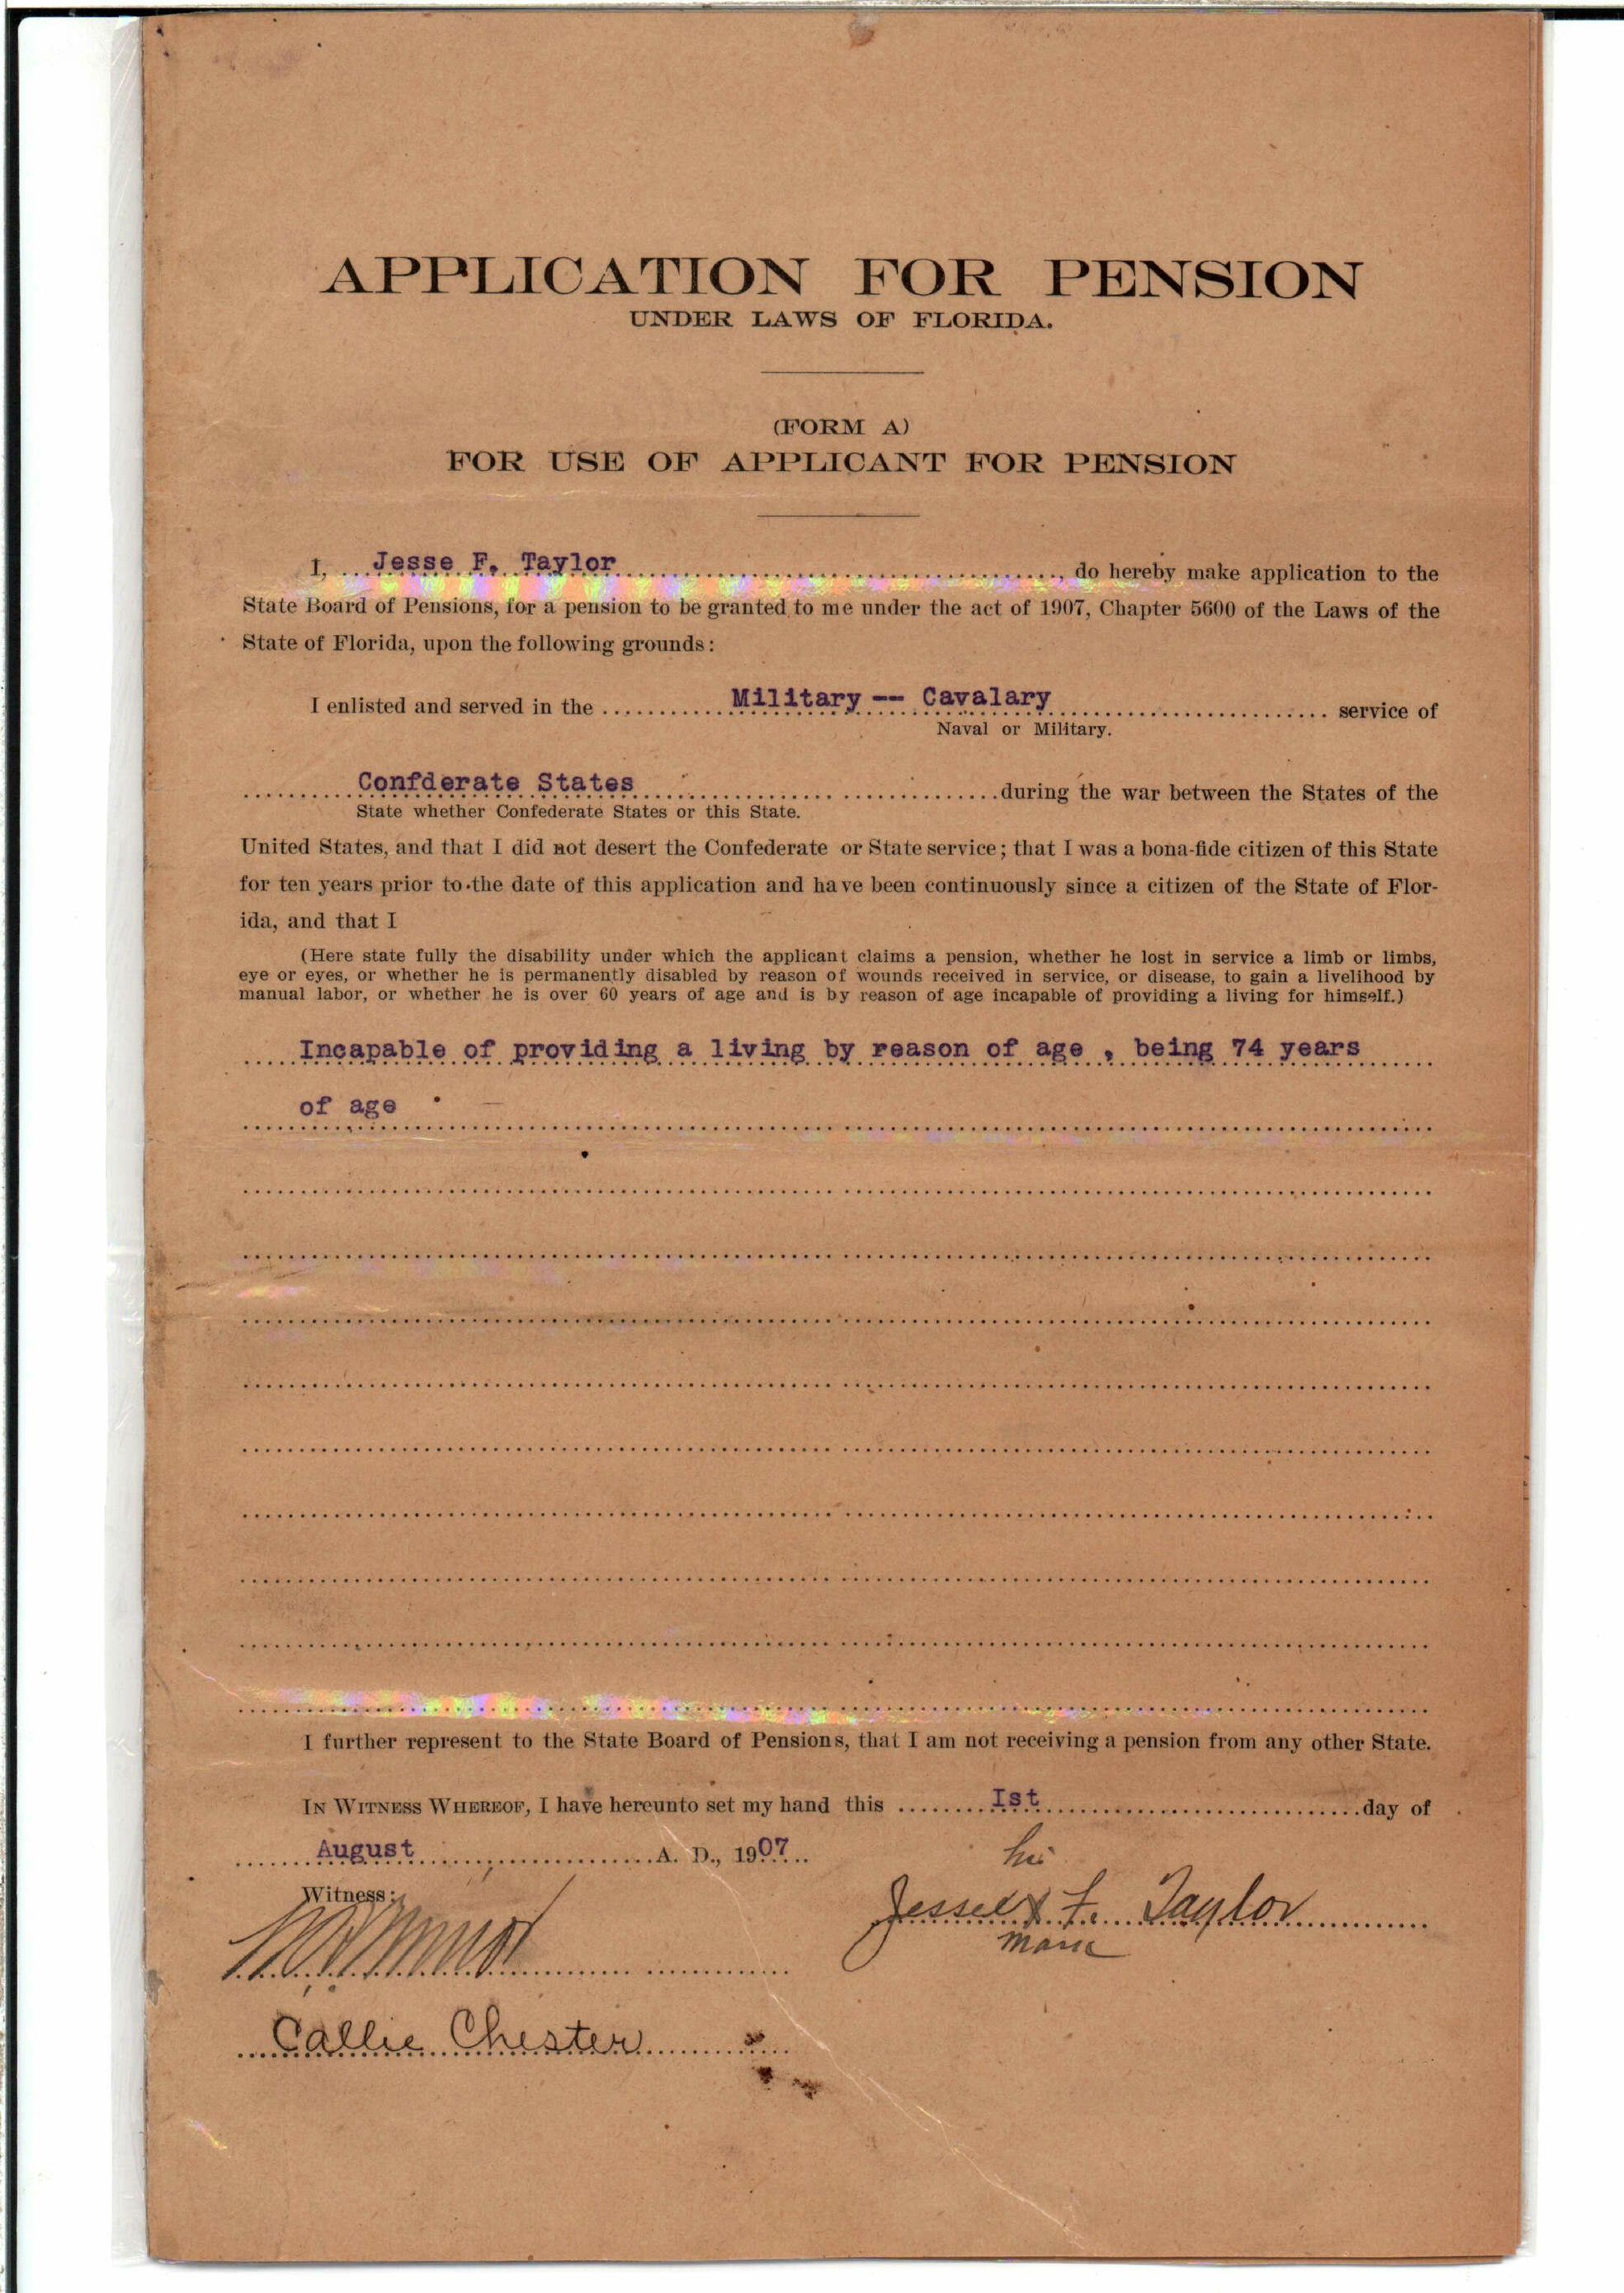 APPLICATION FOR PENSION
UNDER LAWS OF FLORIDA.
(FORM A)
FOR USE OF APPLICANT FOR PENSION
I, Jesse F. Taylor, do hereby make application to the
State Board of Pensions, for a pension to be granted to me under the act of 1907, Chapter 5600 of the Laws of the
State of Florida, upon the following grounds:
I enlisted and served in the Military -- Cavalary service of
Naval or Military.
Confderate States during the war between the States of the
State whether Confederate States or this State.
United States, and that I did not desert the Confederate or State service; that I was a bona-fide citizen of this State
for ten years prior to the date of this application and have been continuously since a citizen of the State of Flor-
ida, and that I
(Here state fully the disability under which the applicant claims a pension, whether he lost in service a limb or limbs,
eye or eyes, or whether he is permanently disabled by reason of wounds received in service, or disease, to gain a livelihood by
manual labor, or whether he is over 60 years of age and is by reason of age incapable of providing a living for himself.)
Incapable of providing a living by reason of age , being 74 years
of age
I further represent to the State Board of Pensions, that I am not receiving a pension from any other State.
IN WITNESS WHEREOF, I have hereunto set my hand this Ist day of
August A. D., 1907
his
Witness:
Jesse X F. Taylor
mark
Callie Chester